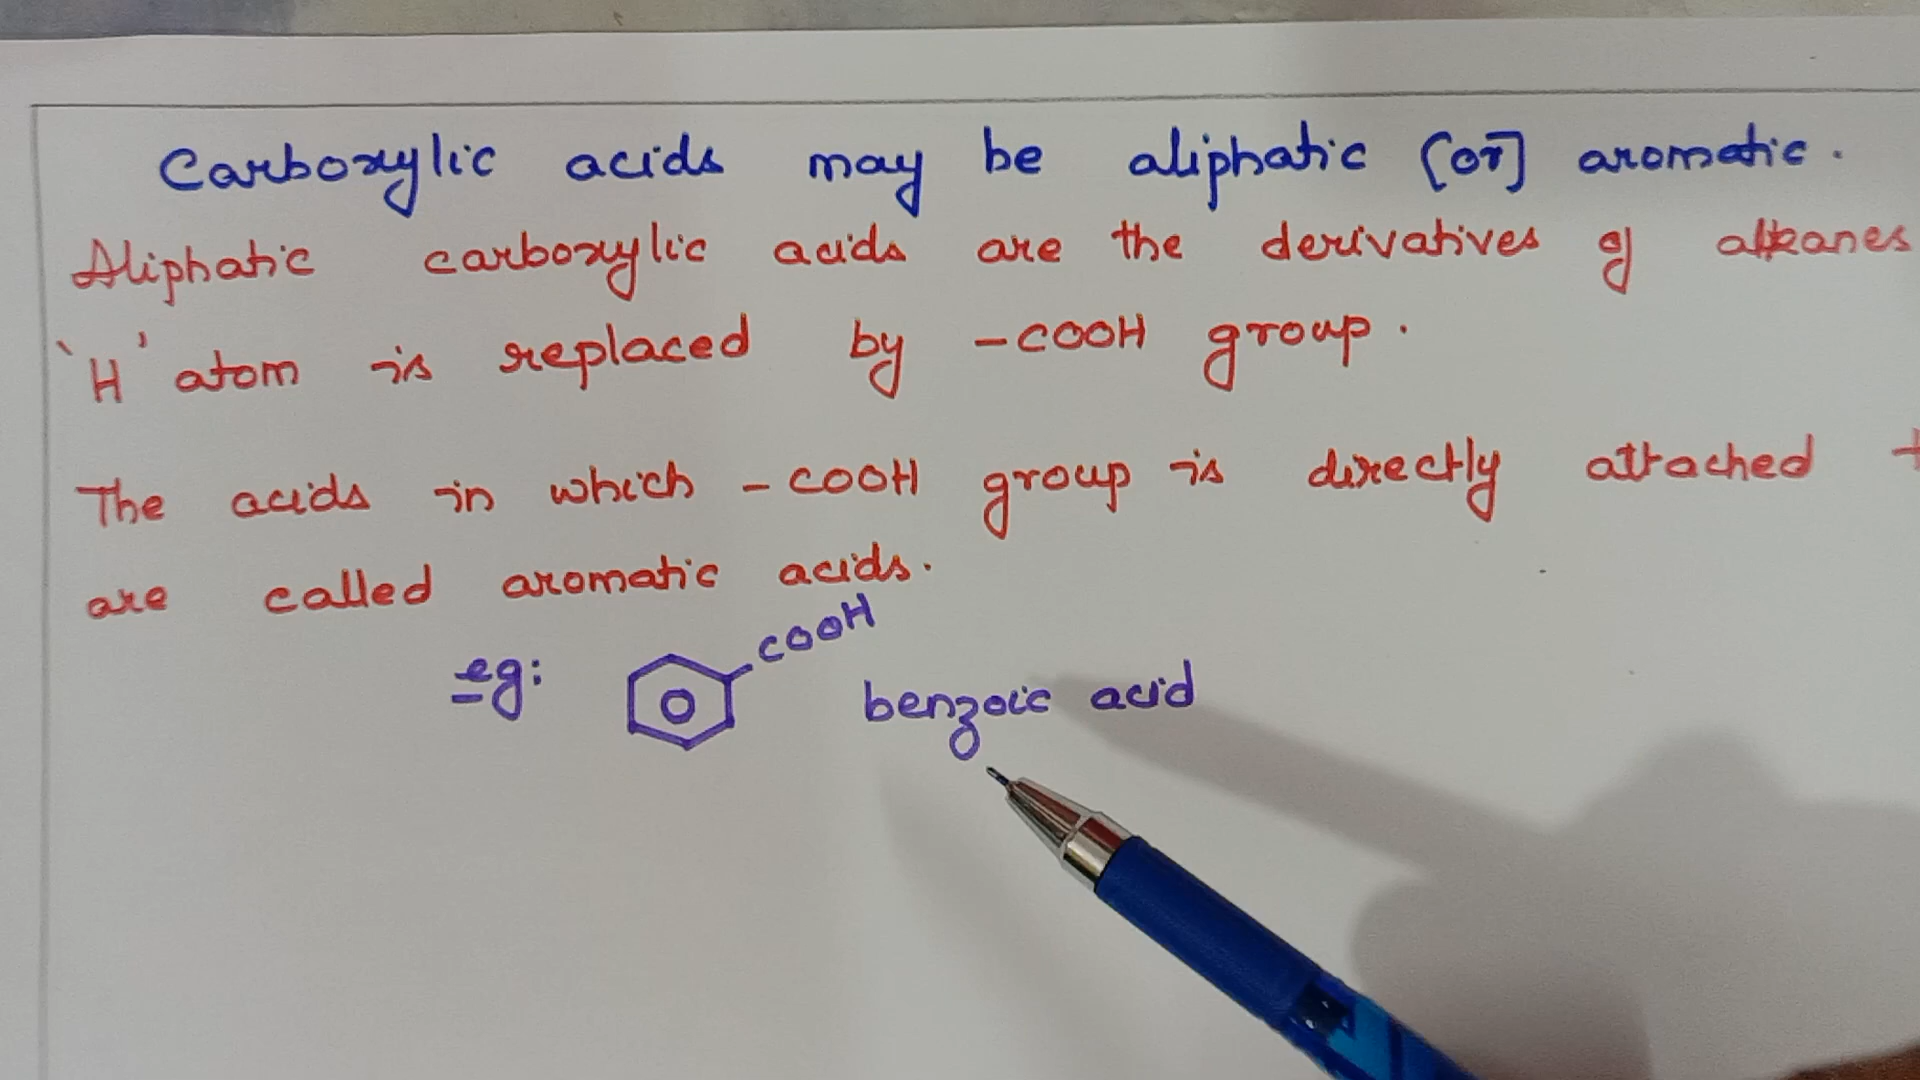 Carboxylic acids may be aliphatic [or] aromatic.
Aliphatic carboxylic acids are the derivatives of alkanes
'H' atom is replaced by -COOH group.
The acids in which -COOH group is directly attached
are called aromatic acids.
COOH
eg: benzoic acid